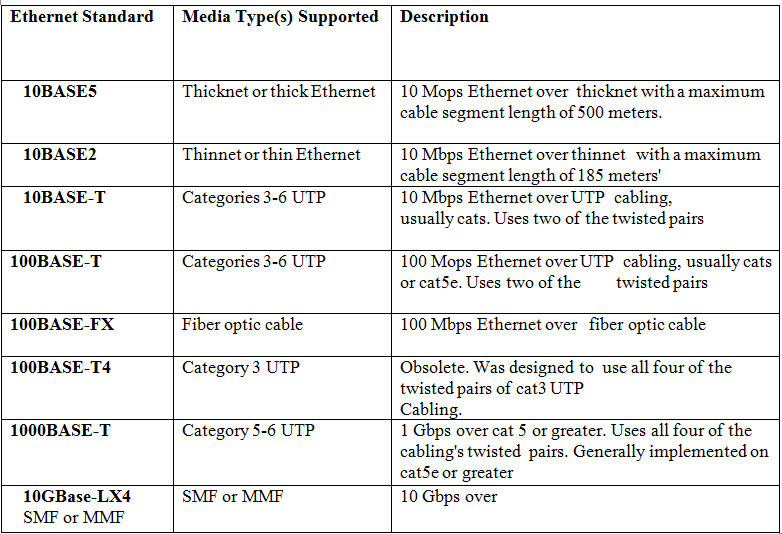 Ethernet Standard Media Type(s) Supported Description
10BASE5 Thicknet or thick Ethernet 10 Mops Ethernet over thicknet with a maximum
cable segment length of 500 meters.
10BASE2 Thinnet or thin Ethernet 10 Mbps Ethernet over thinnet with a maximum
cable segment length of 185 meters'
10BASE-T Categories 3-6 UTP 10 Mbps Ethernet over UTP cabling,
usually cats. Uses two of the twisted pairs
100BASE-T Categories 3-6 UTP 100 Mops Ethernet over UTP cabling, usually cats
or cat5e. Uses two of the twisted pairs
100BASE-FX Fiber optic cable 100 Mbps Ethernet over fiber optic cable
100BASE-T4 Category 3 UTP Obsolete. Was designed to use all four of the
twisted pairs of cat3 UTP
Cabling.
1000BASE-T Category 5-6 UTP 1 Gbps over cat 5 or greater. Uses all four of the
cabling's twisted pairs. Generally implemented on
cat5e or greater
10GBase-LX4 SMF or MMF 10 Gbps over
SMF or MMF